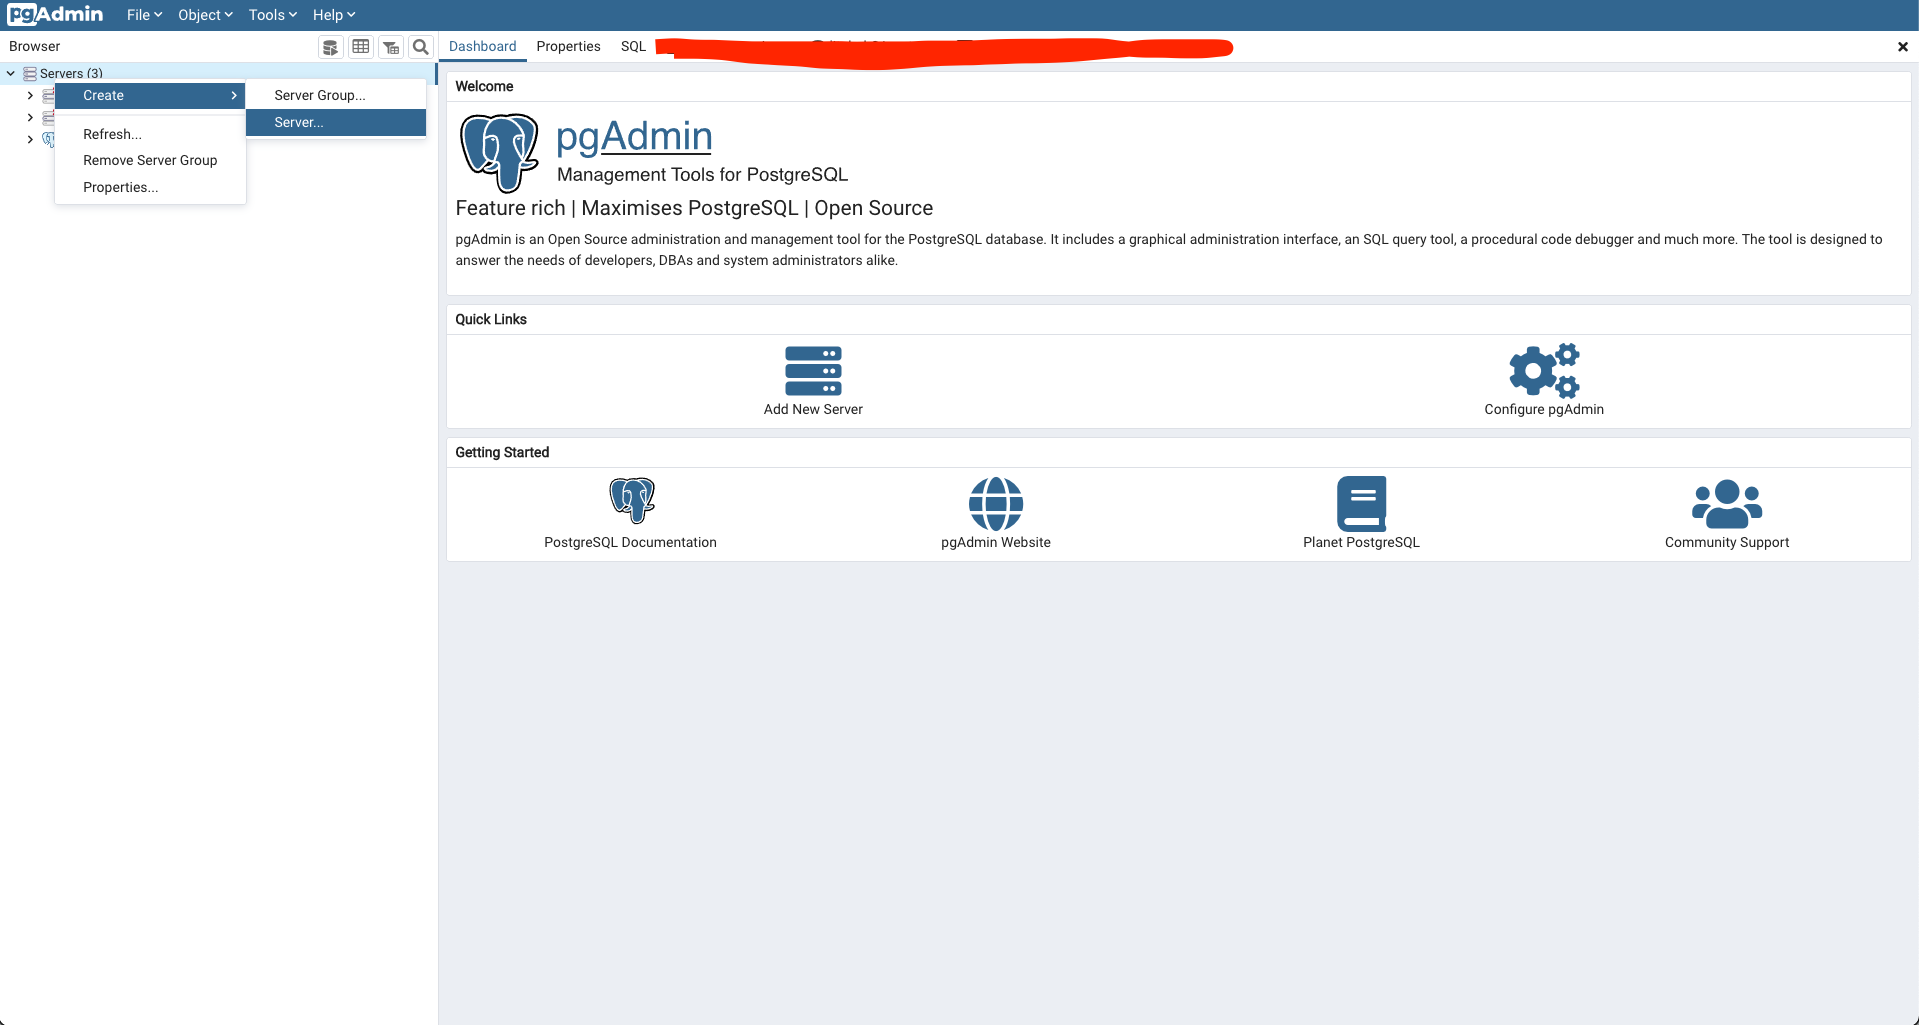 pgAdmin File Object Tools Help
Browser
Dashboard Properties SQL
Servers (3)
Create
Server Group...
Server...
Refresh...
Remove Server Group
Properties...
Welcome
pgAdmin
Management Tools for PostgreSQL
Feature rich | Maximises PostgreSQL | Open Source
pgAdmin is an Open Source administration and management tool for the PostgreSQL database. It includes a graphical administration interface, an SQL query tool, a procedural code debugger and much more. The tool is designed to
answer the needs of developers, DBAs and system administrators alike.
Quick Links
Add New Server
Configure pgAdmin
Getting Started
PostgreSQL Documentation
pgAdmin Website
Planet PostgreSQL
Community Support